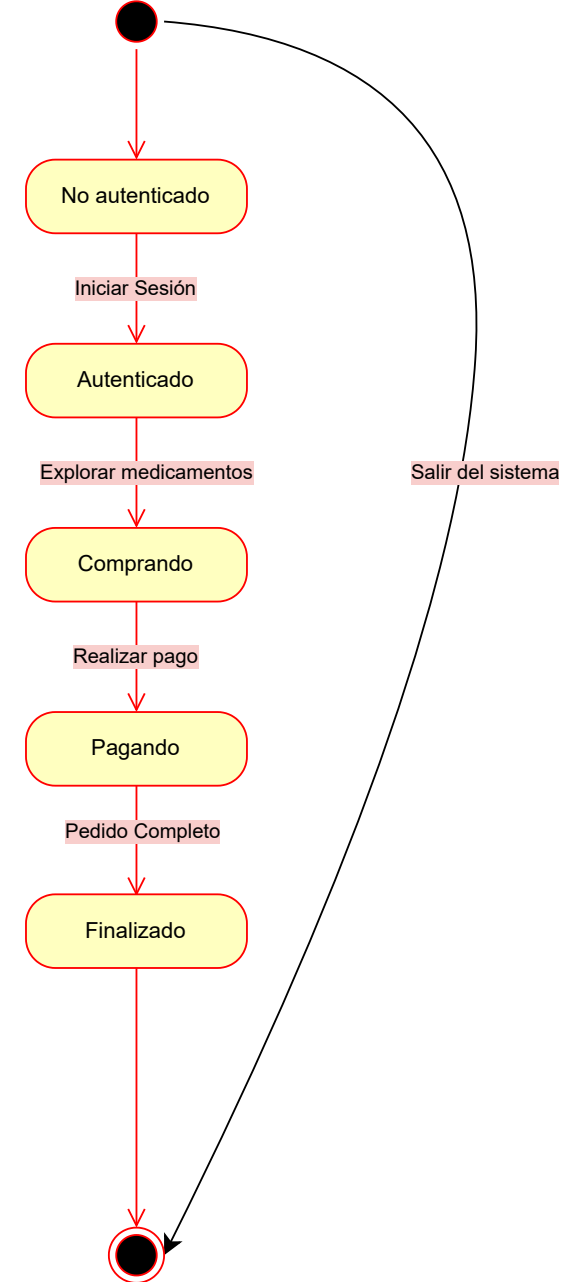 No autenticado
Iniciar Sesión
Autenticado
Explorar medicamentos
Salir del sistema
Comprando
Realizar pago
Pagando
Pedido Completo
Finalizado